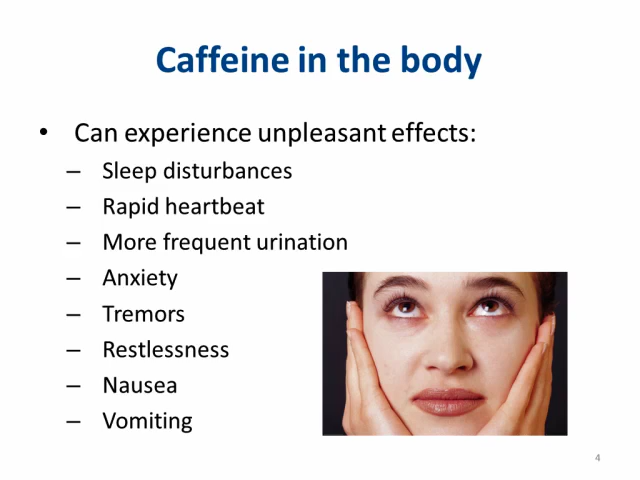 Caffeine in the body
• Can experience unpleasant effects:
– Sleep disturbances
– Rapid heartbeat
– More frequent urination
– Anxiety
– Tremors
– Restlessness
– Nausea
– Vomiting
4